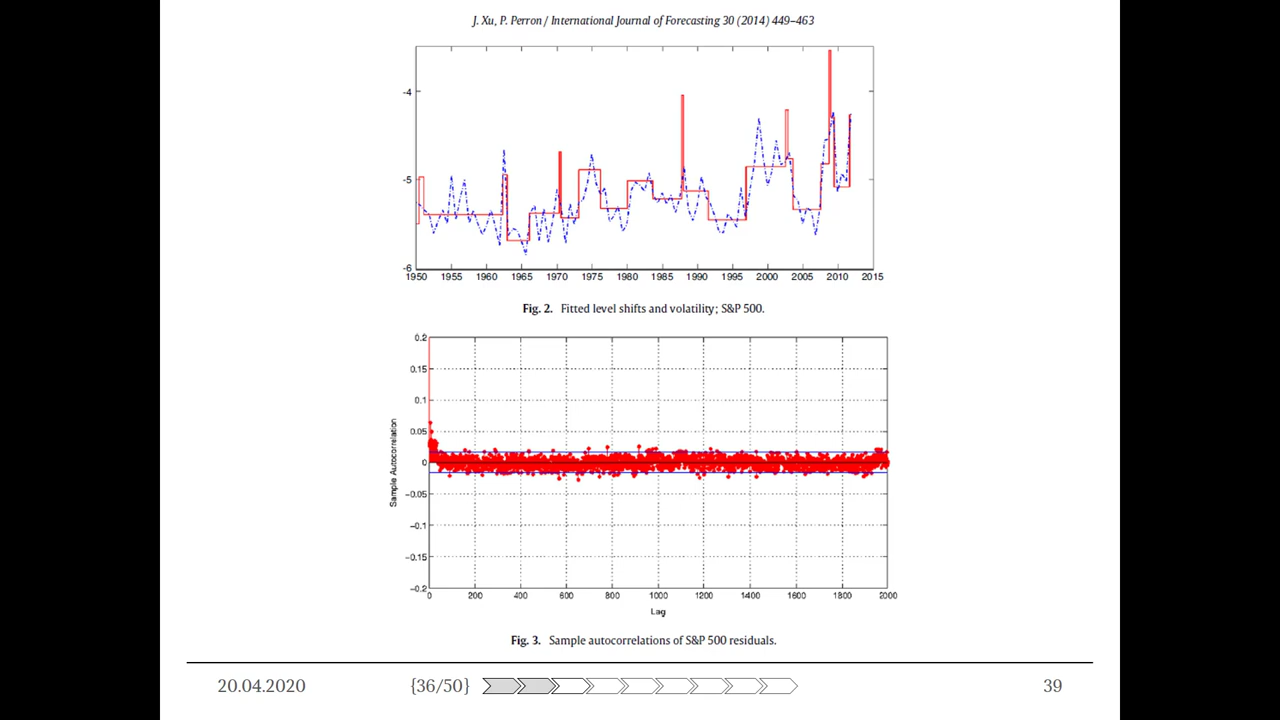 J. Xu, P. Perron / International Journal of Forecasting 30 (2014) 449–463
-4
-5
-6
1950 1955 1960 1965 1970 1975 1980 1985 1990 1995 2000 2005 2010 2015
Fig. 2. Fitted level shifts and volatility; S&P 500.
0.2
0.15
0.1
0.05
0
−0.05
−0.1
−0.15
−0.2
Sample Autocorrelation
0 200 400 600 800 1000 1200 1400 1600 1800 2000
Lag
Fig. 3. Sample autocorrelations of S&P 500 residuals.
20.04.2020 {36/50} 39